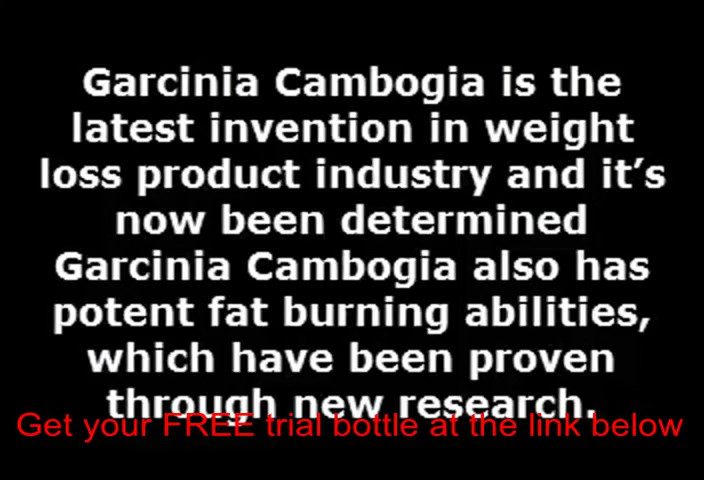 Garcinia Cambogia is the
latest invention in weight
loss product industry and it’s
now been determined
Garcinia Cambogia also has
potent fat burning abilities,
which have been proven
through new research.
Get your FREE trial bottle at the link below